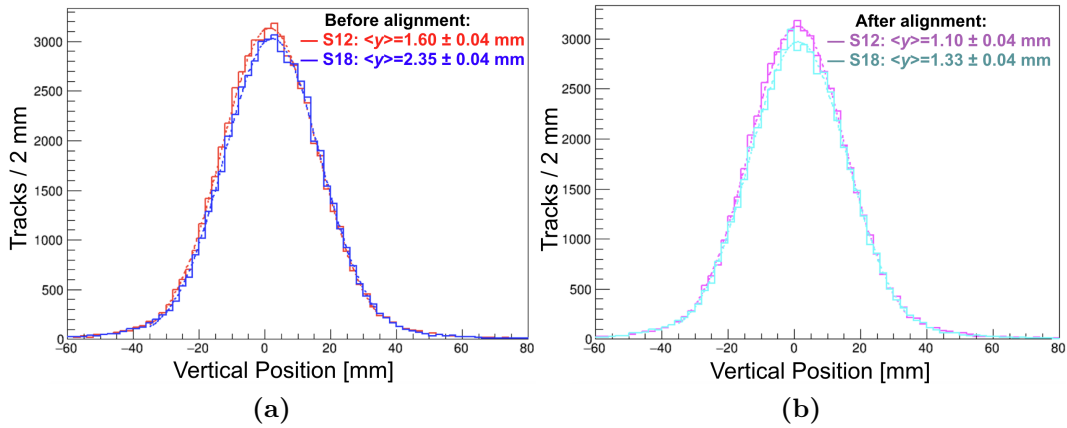 Before alignment:
S12: <y>=1.60 ± 0.04 mm
S18: <y>=2.35 ± 0.04 mm
Tracks / 2 mm
3000
2500
2000
1500
1000
500
0
−60 −40 −20 0 20 40 60 80
Vertical Position [mm]
(a)
After alignment:
S12: <y>=1.10 ± 0.04 mm
S18: <y>=1.33 ± 0.04 mm
Tracks / 2 mm
3000
2500
2000
1500
1000
500
0
−60 −40 −20 0 20 40 60 80
Vertical Position [mm]
(b)